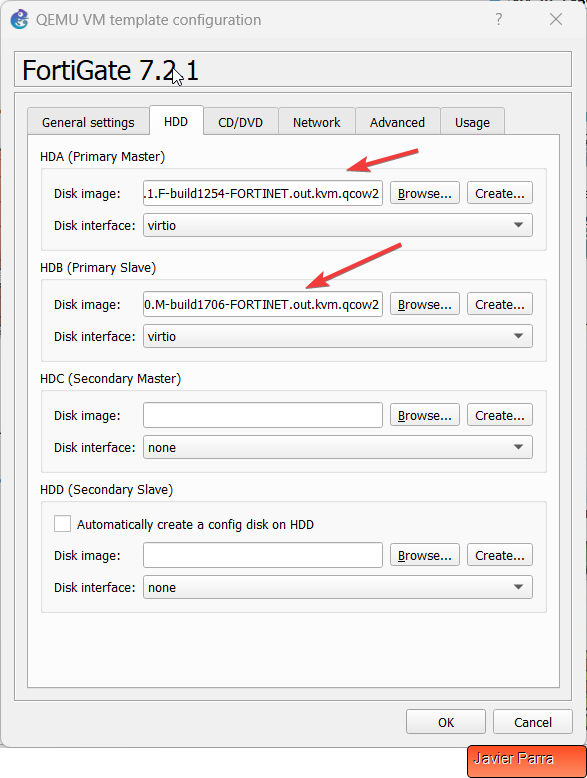 QEMU VM template configuration ? ×
FortiGate 7.2.1
General settings HDD CD/DVD Network Advanced Usage
HDA (Primary Master)
Disk image: .1.F-build1254-FORTINET.out.kvm.qcow2 Browse... Create...
Disk interface: virtio
HDB (Primary Slave)
Disk image: 0.M-build1706-FORTINET.out.kvm.qcow2 Browse... Create...
Disk interface: virtio
HDC (Secondary Master)
Disk image: Browse... Create...
Disk interface: none
HDD (Secondary Slave)
Automatically create a config disk on HDD
Disk image: Browse... Create...
Disk interface: none
OK Cancel
Javier Parra